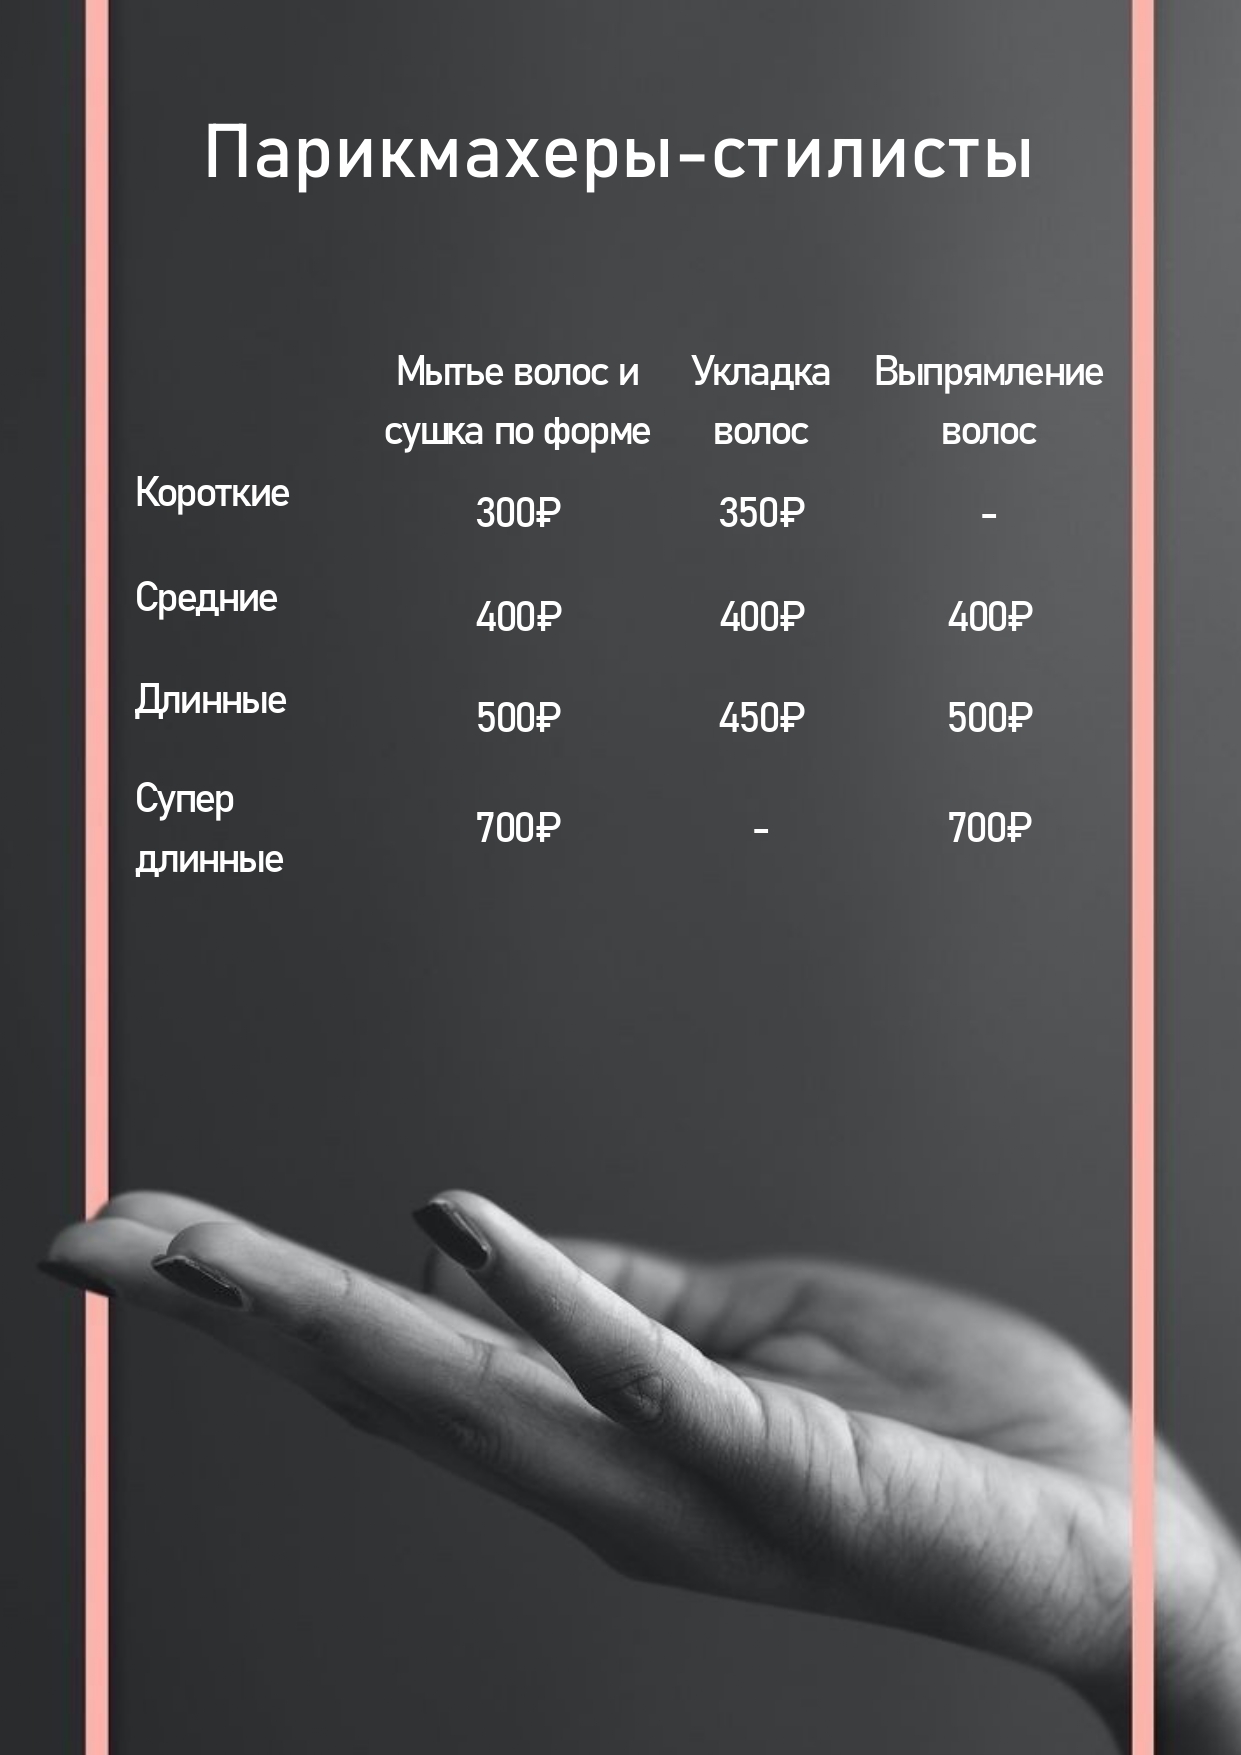 Парикмахеры-стилисты
Мытье волос и Укладка Выпрямление
сушка по форме волос волос
Короткие 300₽ 350₽ -
Средние 400₽ 400₽ 400₽
Длинные 500₽ 450₽ 500₽
Супер
длинные 700₽ - 700₽